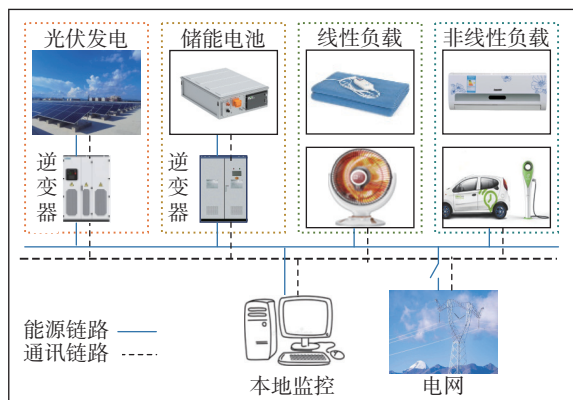 光伏发电
储能电池
线性负载
非线性负载
逆变器
逆变器
能源链路
通讯链路
本地监控
电网